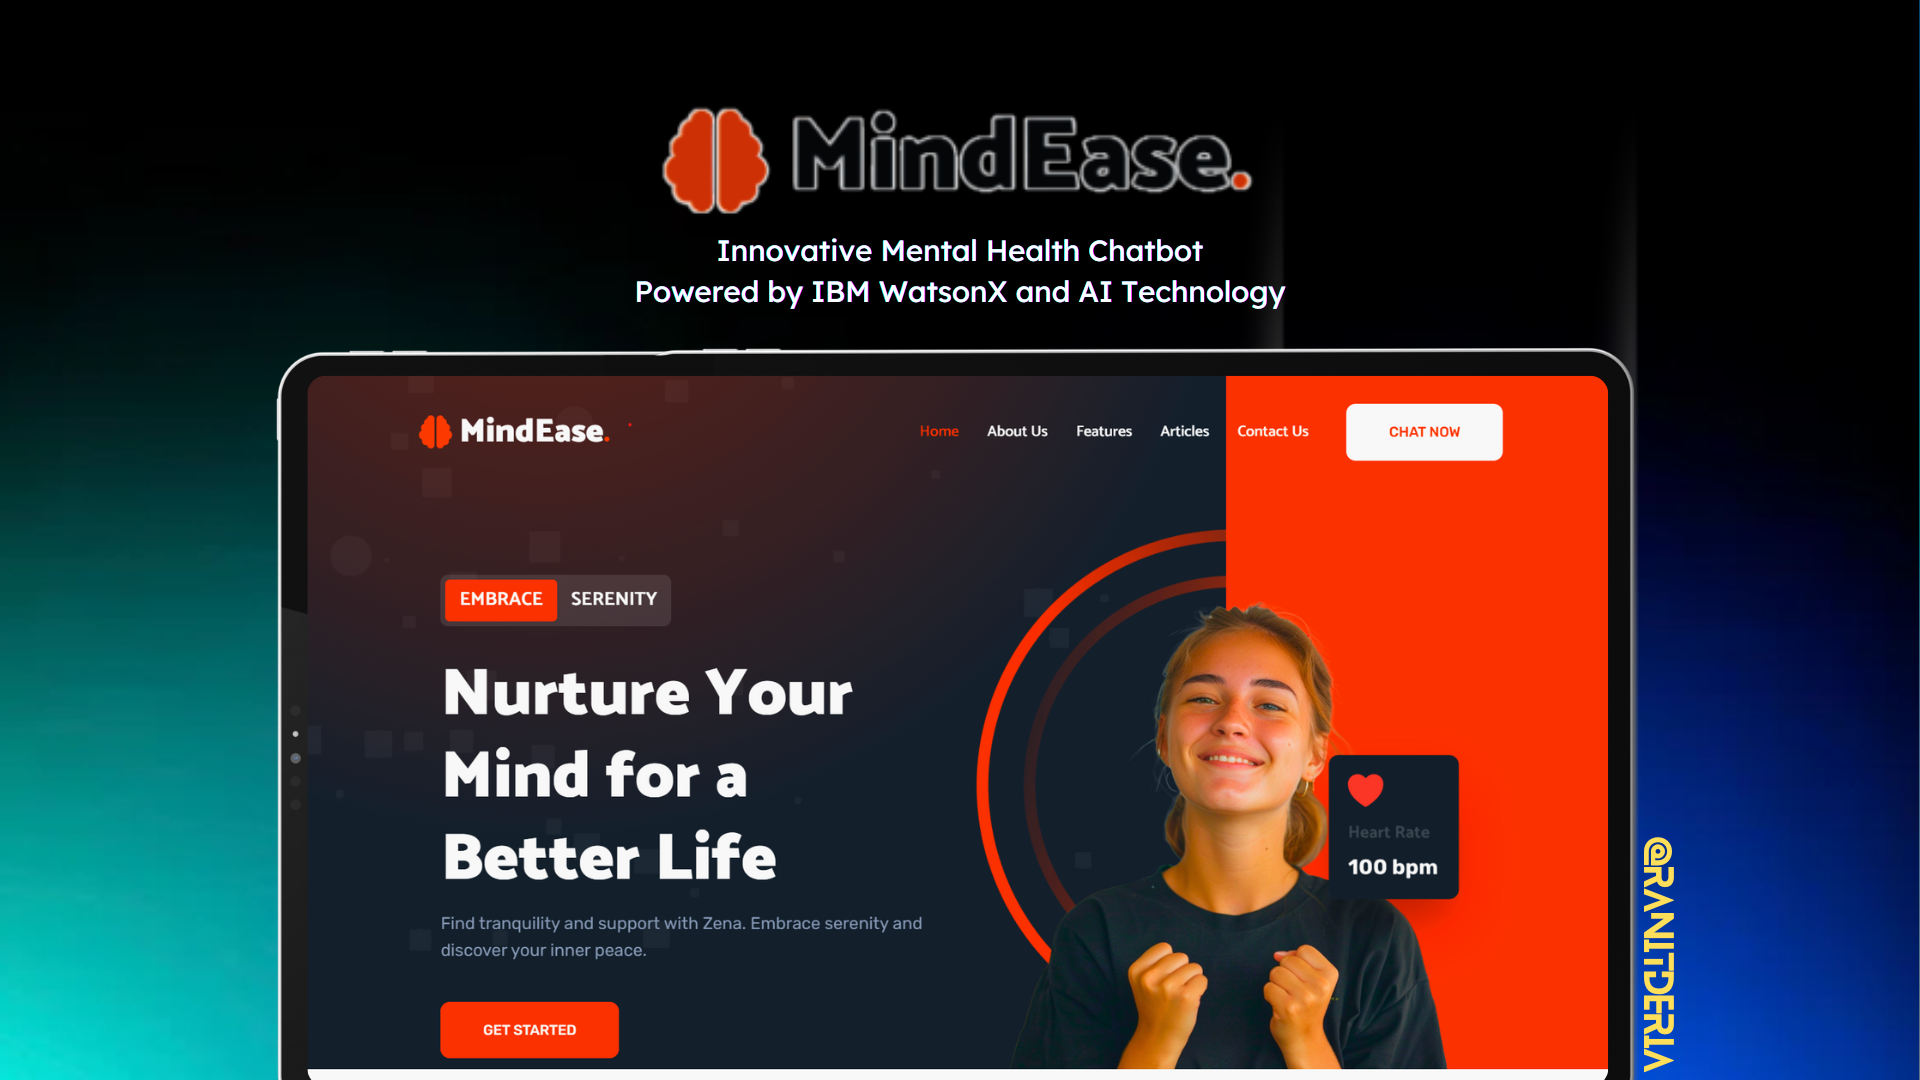 MindEase.
Innovative Mental Health Chatbot
Powered by IBM WatsonX and AI Technology
MindEase.
Home About Us Features Articles Contact Us CHAT NOW
EMBRACE SERENITY
Nurture Your
Mind for a
Better Life
Find tranquility and support with Zena. Embrace serenity and
discover your inner peace.
GET STARTED
Heart Rate
100 bpm
@RANITDERIA